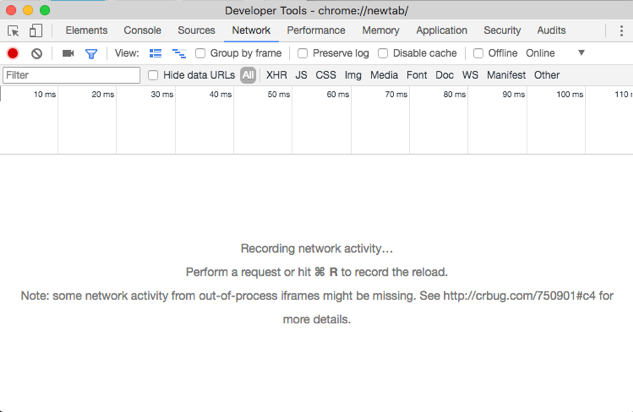 Developer Tools - chrome://newtab/
Elements Console Sources Network Performance Memory Application Security Audits
View: Group by frame Preserve log Disable cache Offline Online
Filter Hide data URLs All XHR JS CSS Img Media Font Doc WS Manifest Other
10 ms 20 ms 30 ms 40 ms 50 ms 60 ms 70 ms 80 ms 90 ms 100 ms 110 m
Recording network activity…
Perform a request or hit ⌘ R to record the reload.
Note: some network activity from out-of-process iframes might be missing. See http://crbug.com/750901#c4 for
more details.